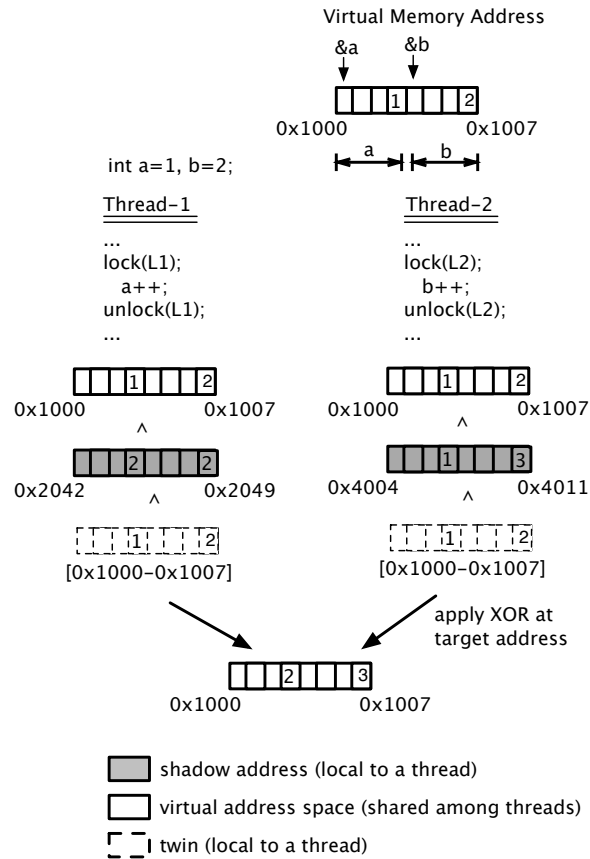 Virtual Memory Address
&a &b
1 2
0x1000 0x1007
a b
int a=1, b=2;
Thread-1
...
lock(L1);
a++;
unlock(L1);
...
1 2
0x1000 0x1007
^
2 2
0x2042 0x2049
^
1 2
[0x1000-0x1007]
Thread-2
...
lock(L2);
b++;
unlock(L2);
...
1 2
0x1000 0x1007
^
1 3
0x4004 0x4011
^
1 2
[0x1000-0x1007]
apply XOR at
target address
2 3
0x1000 0x1007
shadow address (local to a thread)
virtual address space (shared among threads)
twin (local to a thread)